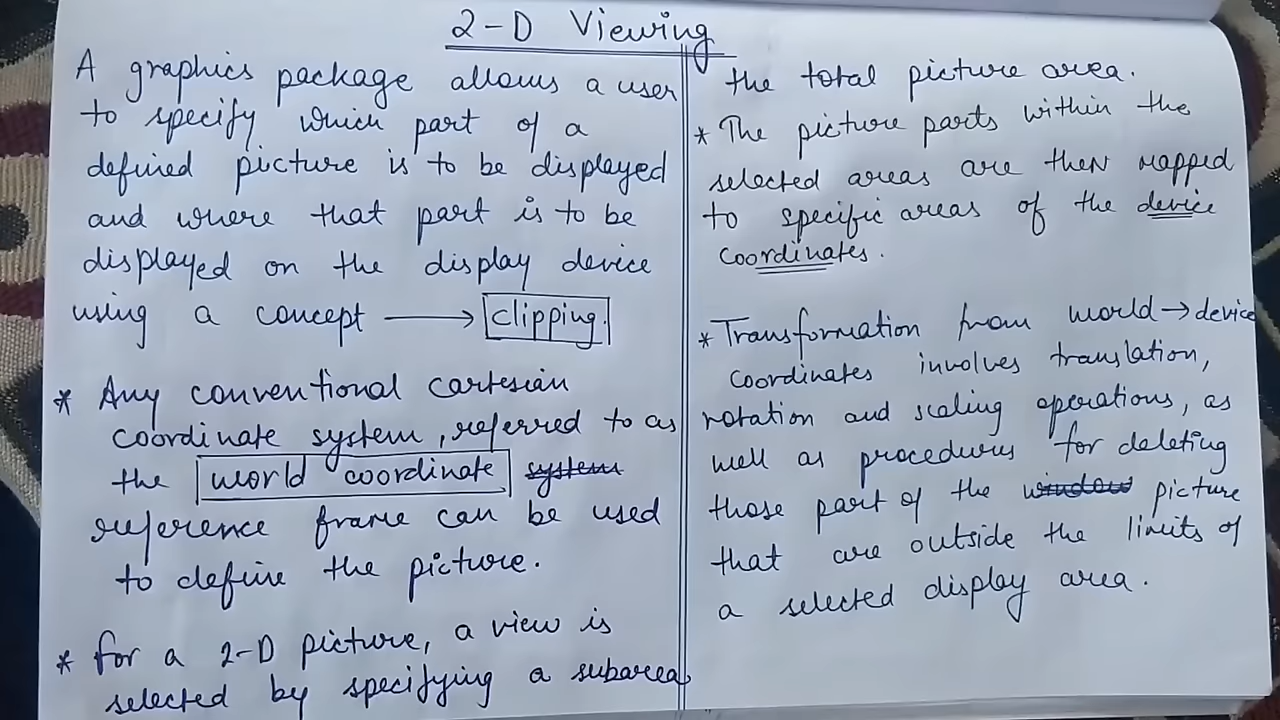 2-D Viewing
A graphics package allows a user
to specify which part of a
defined picture is to be displayed
and where that part is to be
displayed on the display device
using a concept → clipping.
* Any conventional cartesian
coordinate system, referred to as
the world coordinate system
reference frame can be used
to define the picture.
* for a 2-D picture, a view is
selected by specifying a subarea
the total picture area.
* The picture parts within the
selected areas are then mapped
to specific areas of the device
coordinates.
* Transformation from world → device
coordinates involves translation,
rotation and scaling operations, as
well as procedures for deleting
those part of the window picture
that are outside the limits of
a selected display area.